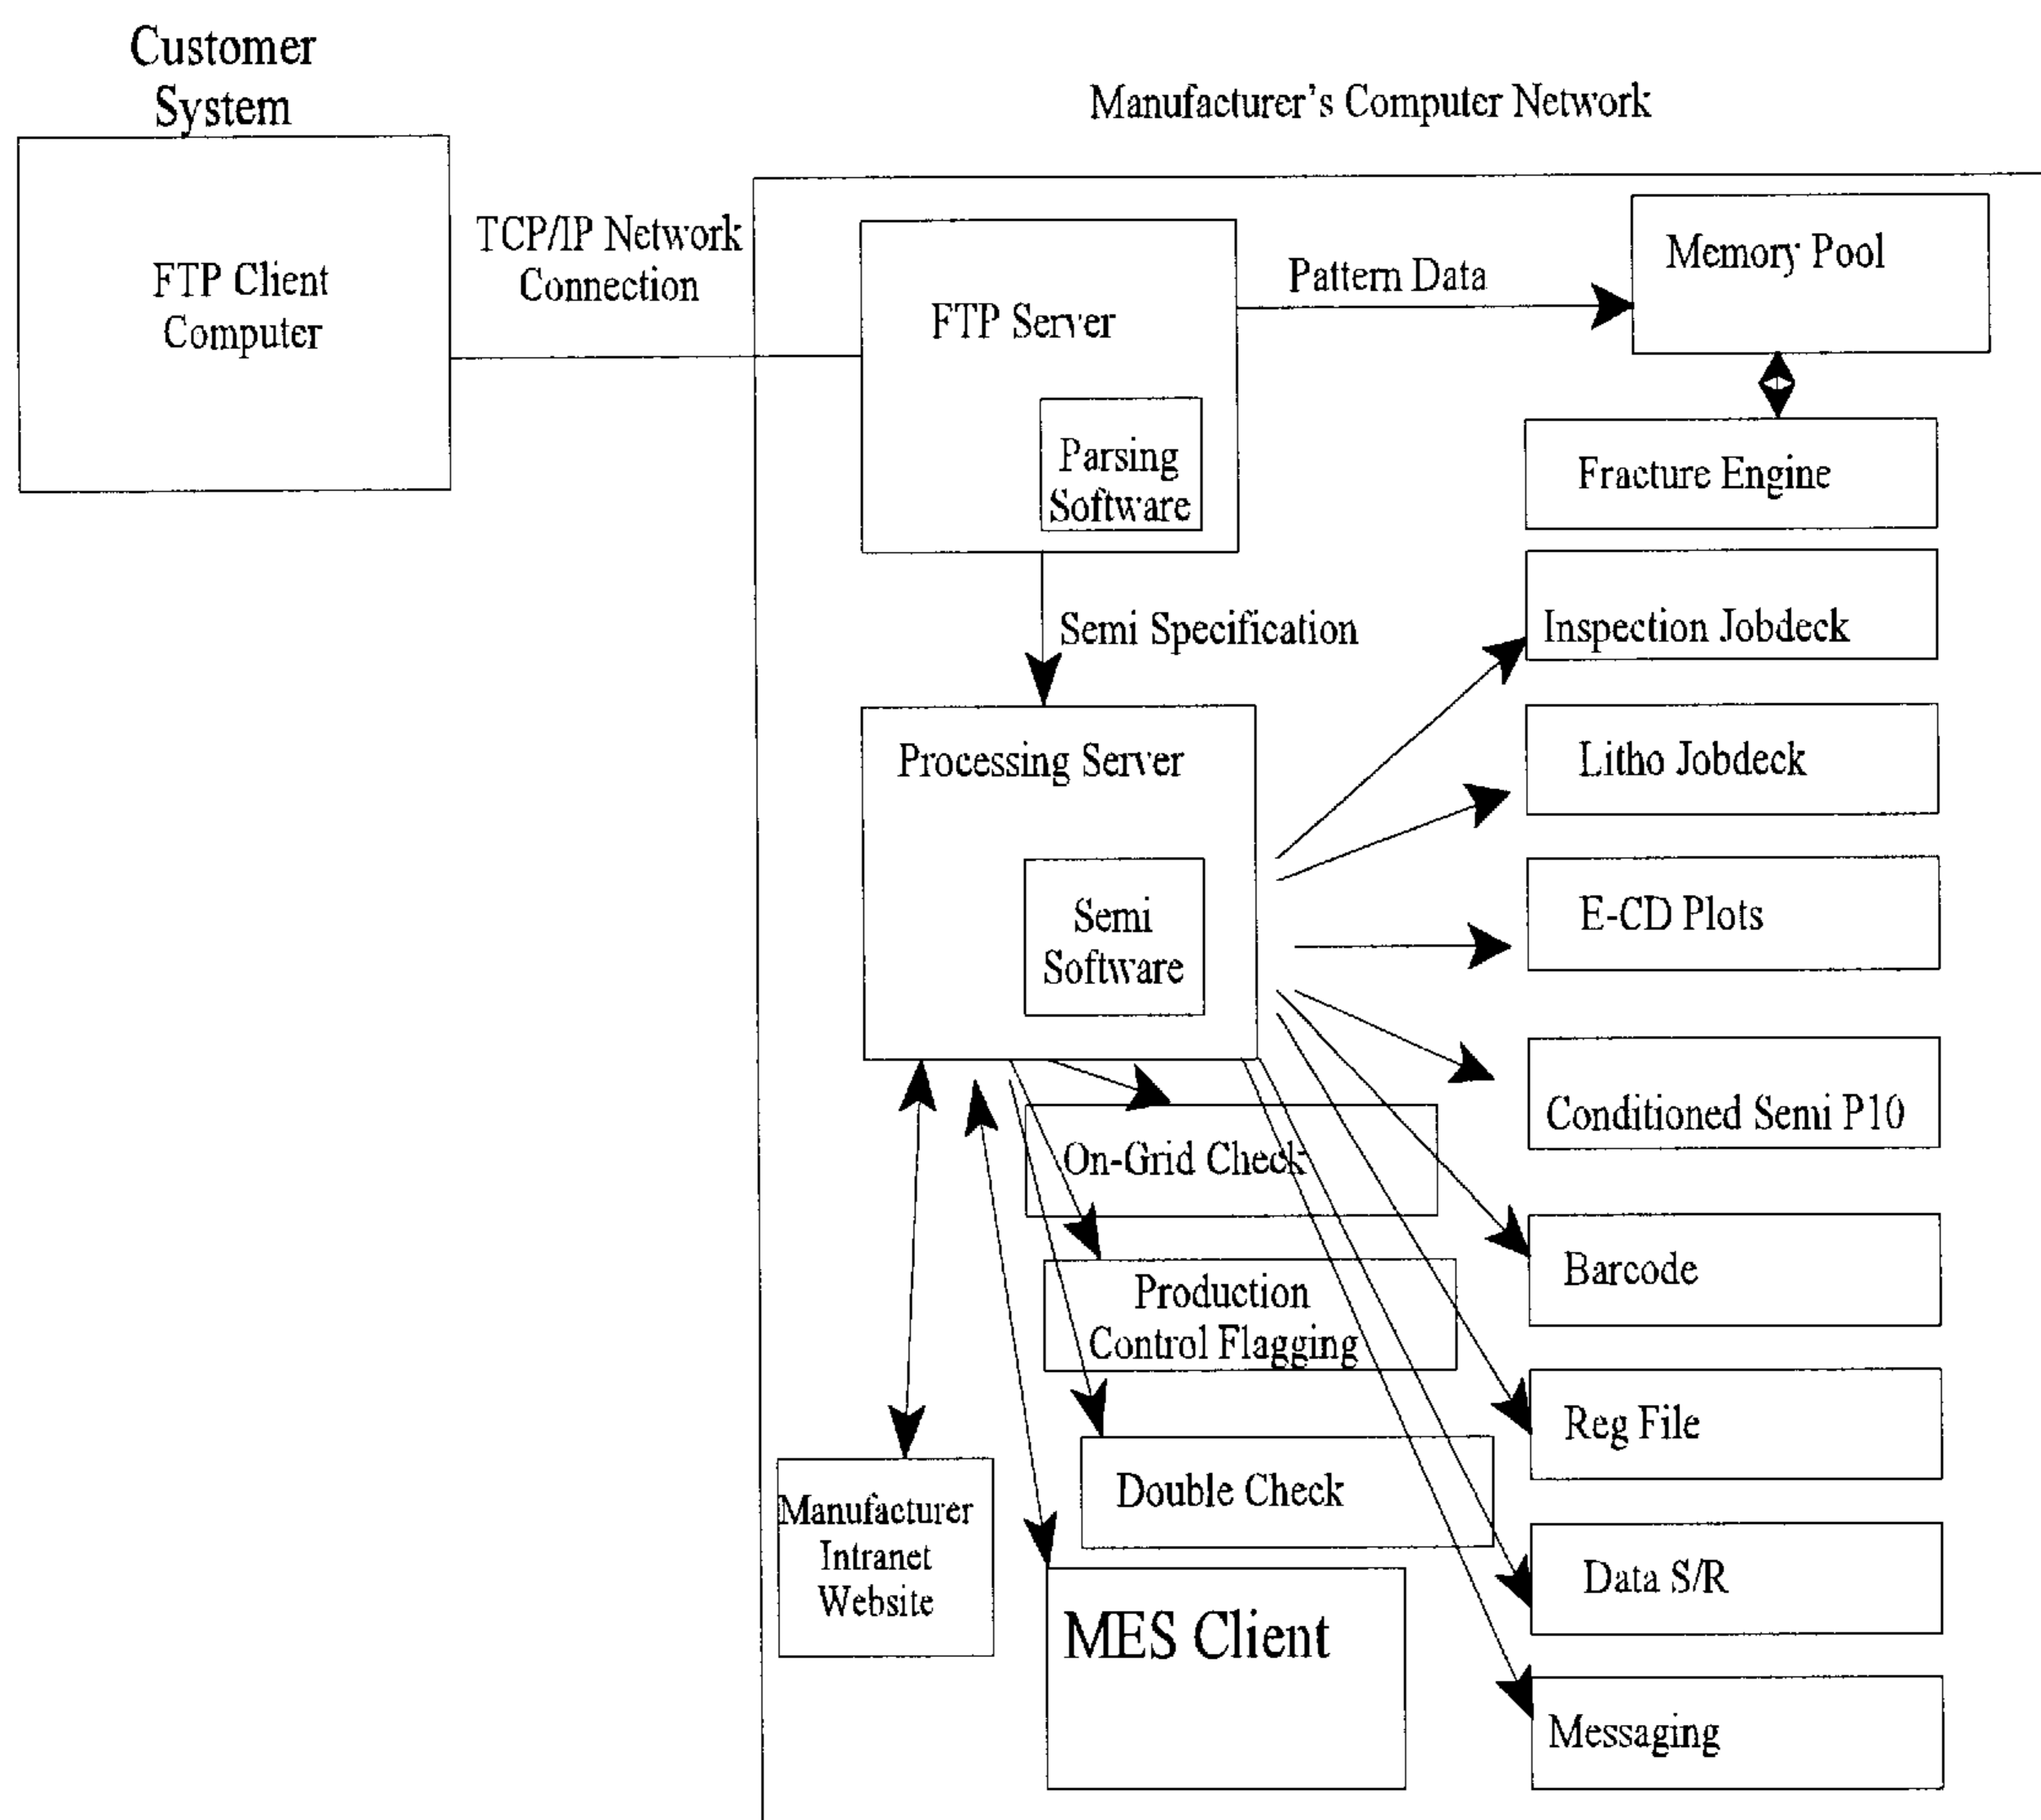 Customer
System
Manufacturer's Computer Network
FTP Client
Computer
TCP/IP Network
Connection
FTP Server
Parsing
Software
Pattern Data
Memory Pool
Fracture Engine
Semi Specification
Inspection Jobdeck
Processing Server
Litho Jobdeck
Semi
Software
E-CD Plots
Conditioned Semi P10
On-Grid Check
Barcode
Production
Control Flagging
Reg File
Double Check
Manufacturer
Intranet
Website
Data S/R
MES Client
Messaging